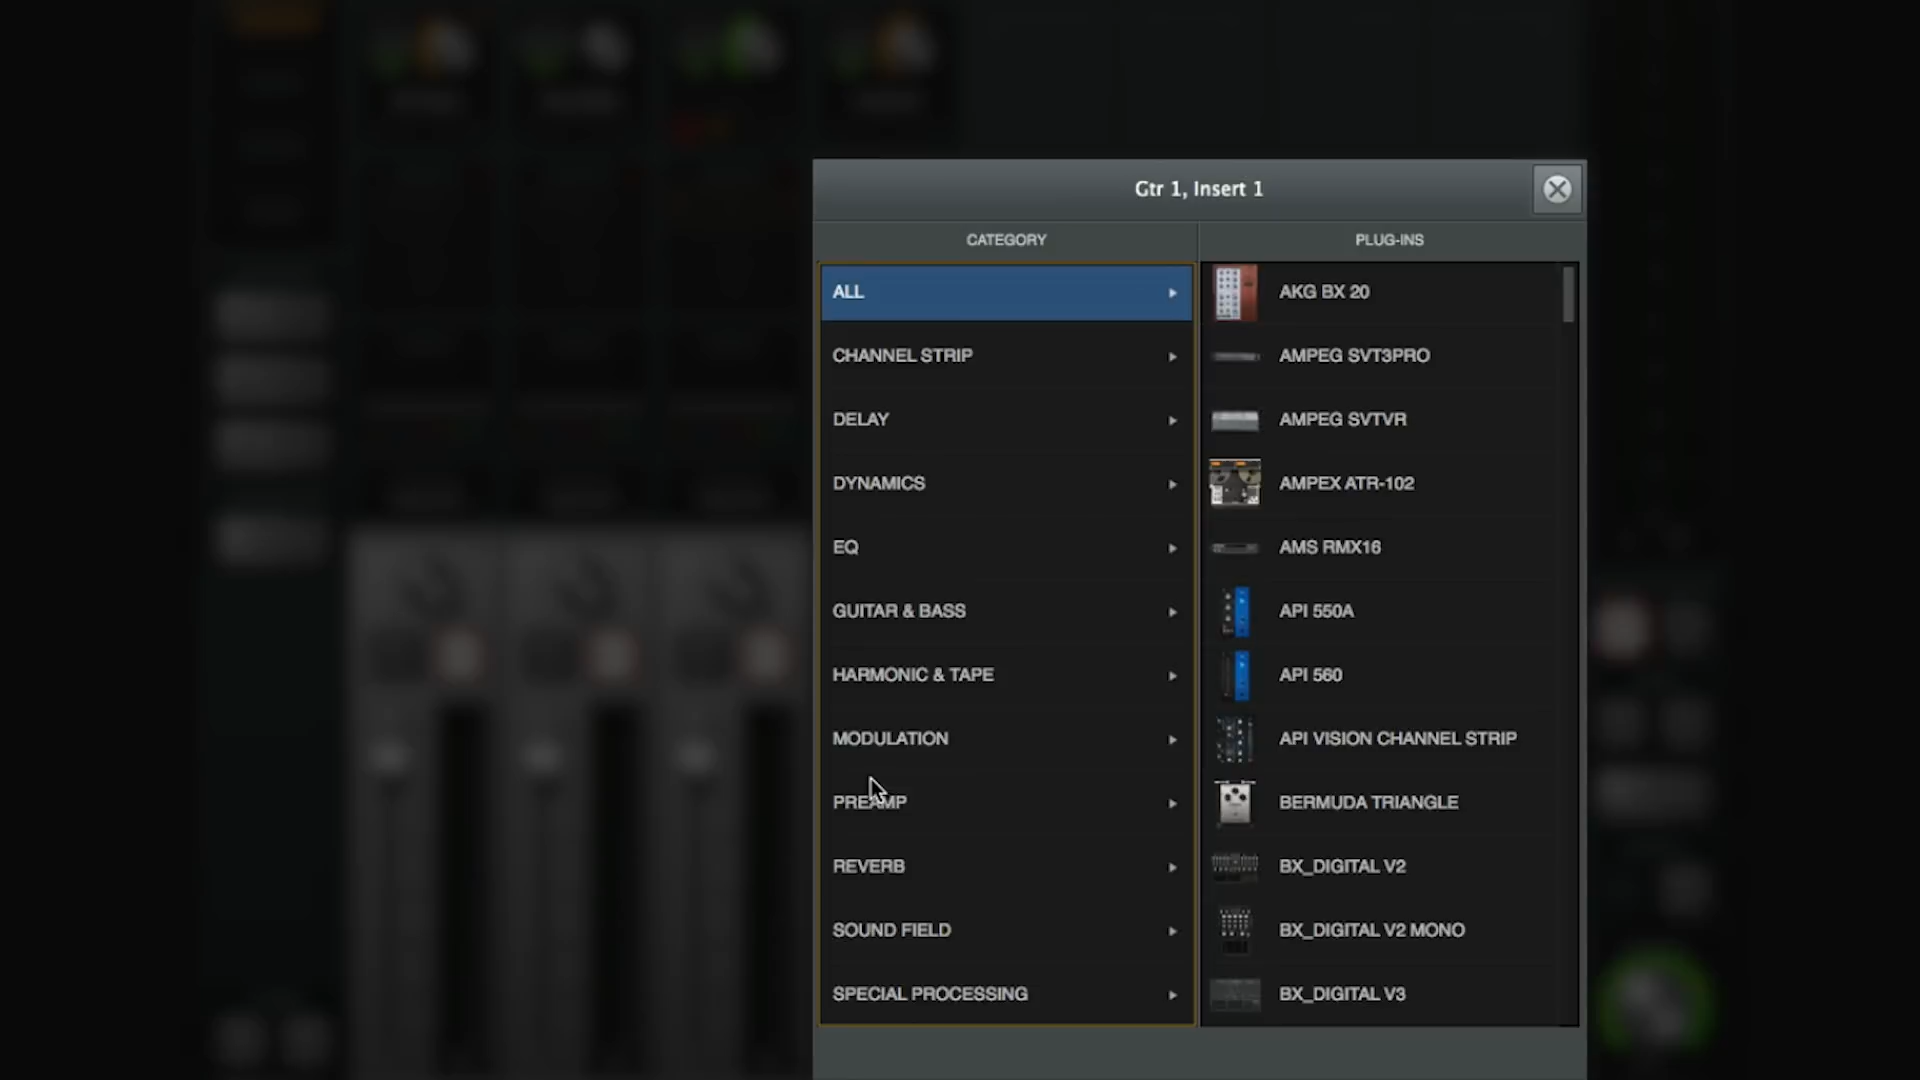 Gtr 1, Insert 1
CATEGORY
PLUG-INS
ALL
CHANNEL STRIP
DELAY
DYNAMICS
EQ
GUITAR & BASS
HARMONIC & TAPE
MODULATION
PREAMP
REVERB
SOUND FIELD
SPECIAL PROCESSING
AKG BX 20
AMPEG SVT3PRO
AMPEG SVTVR
AMPEX ATR-102
AMS RMX16
API 550A
API 560
API VISION CHANNEL STRIP
BERMUDA TRIANGLE
BX_DIGITAL V2
BX_DIGITAL V2 MONO
BX_DIGITAL V3